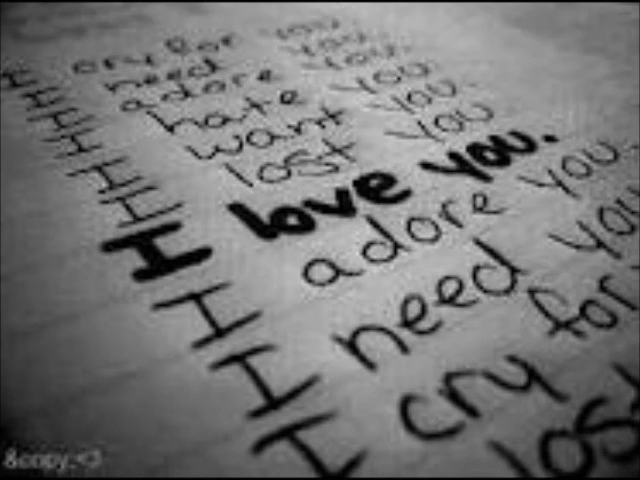 I cry for you.
I need you.
I adore you.
I hate you.
I want you.
I lost you
I love you.
I adore you.
I need you
I cry for
lost
&copy;<3